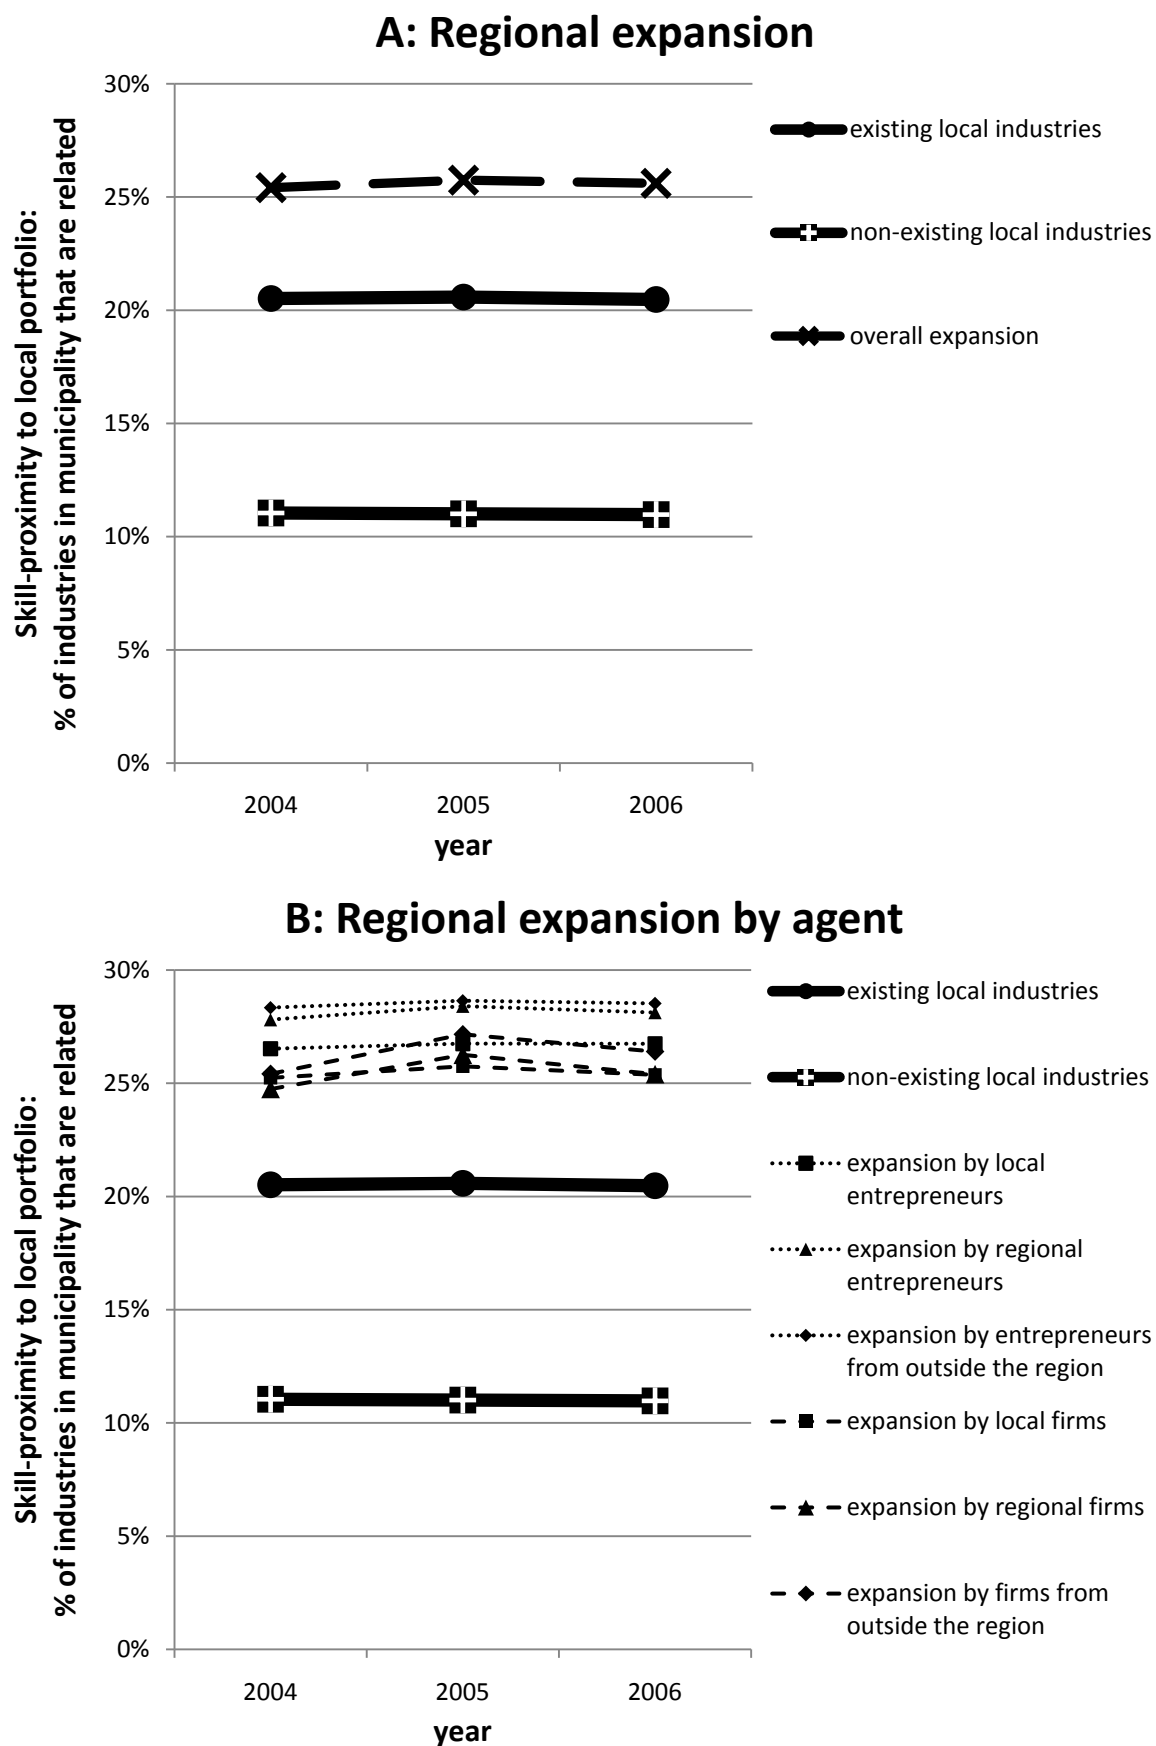 A: Regional expansion
Skill-proximity to local portfolio:
% of industries in municipality that are related
30%
25%
20%
15%
10%
5%
0%
2004
2005
2006
year
existing local industries
non-existing local industries
overall expansion
B: Regional expansion by agent
Skill-proximity to local portfolio:
% of industries in municipality that are related
30%
25%
20%
15%
10%
5%
0%
2004
2005
2006
year
existing local industries
non-existing local industries
expansion by local
entrepreneurs
expansion by regional
entrepreneurs
expansion by entrepreneurs
from outside the region
expansion by local firms
expansion by regional firms
expansion by firms from
outside the region